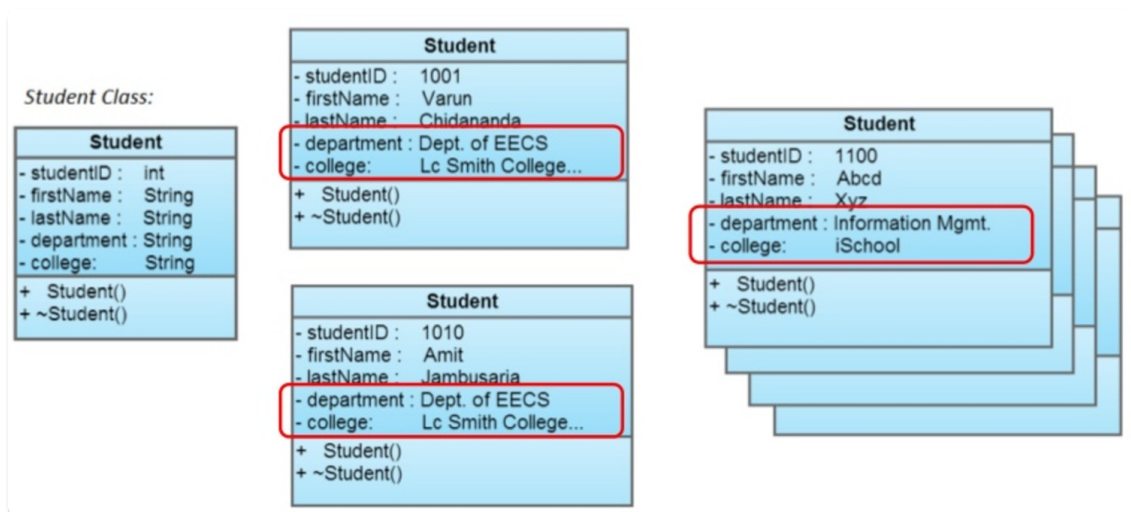 Student Class:
Student
- studentID : int
- firstName : String
- lastName : String
- department : String
- college: String
+ Student()
+ ~Student()
Student
- studentID : 1001
- firstName : Varun
- lastName : Chidananda
- department : Dept. of EECS
- college: Lc Smith College...
+ Student()
+ ~Student()
Student
- studentID : 1010
- firstName : Amit
- lastName : Jambusaria
- department : Dept. of EECS
- college: Lc Smith College...
+ Student()
+ ~Student()
Student
- studentID : 1100
- firstName : Abcd
- lastName : Xyz
- department : Information Mgmt.
- college: iSchool
+ Student()
+ ~Student()